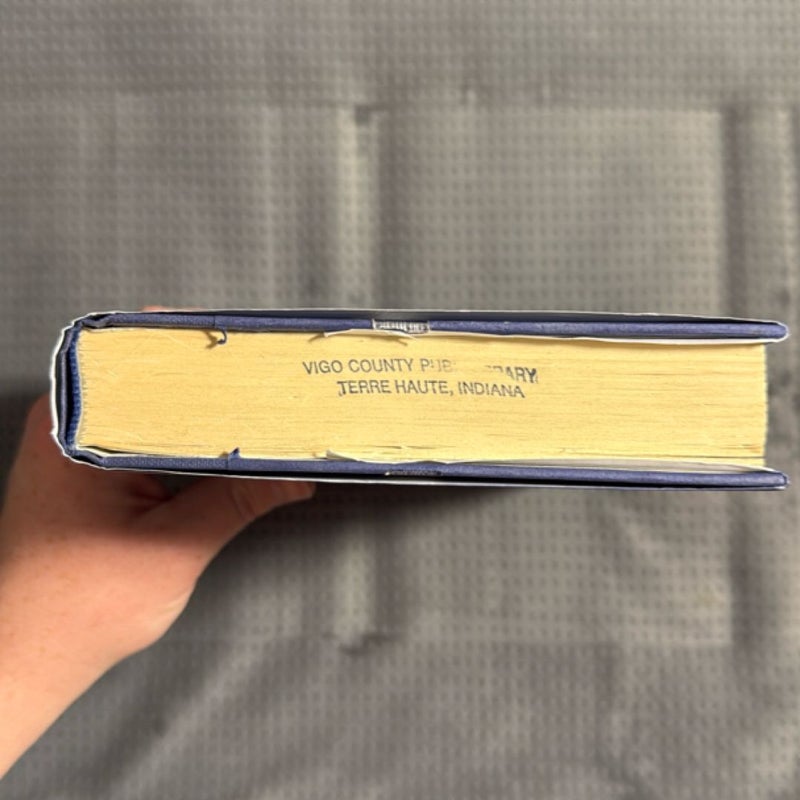 VIGO COUNTY PUB RARY
TERRE HAUTE, INDIANA